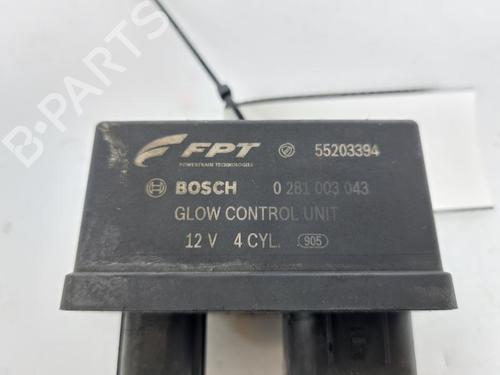 FPT
55203394
POWERTRAIN TECHNOLOGIES
BOSCH 0 281 003 043
GLOW CONTROL UNIT
12 V 4 CYL. 905
B-PARTS